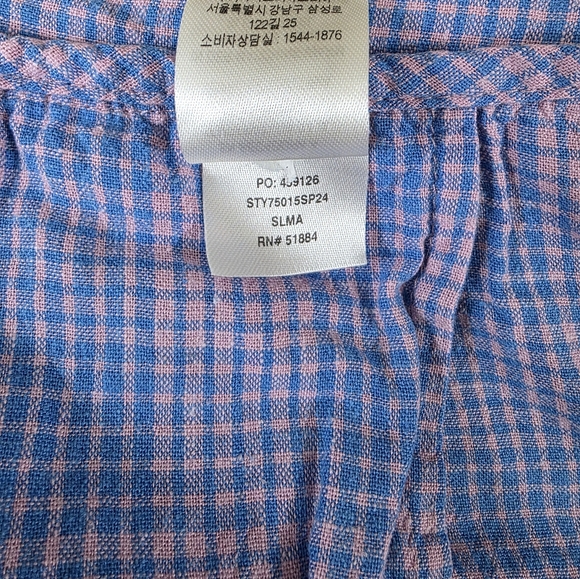 서울특별시 강남구 삼성로
122길 25
소비자상담실 : 1544-1876
PO:
STY75015SP24
SLMA
RN# 51884